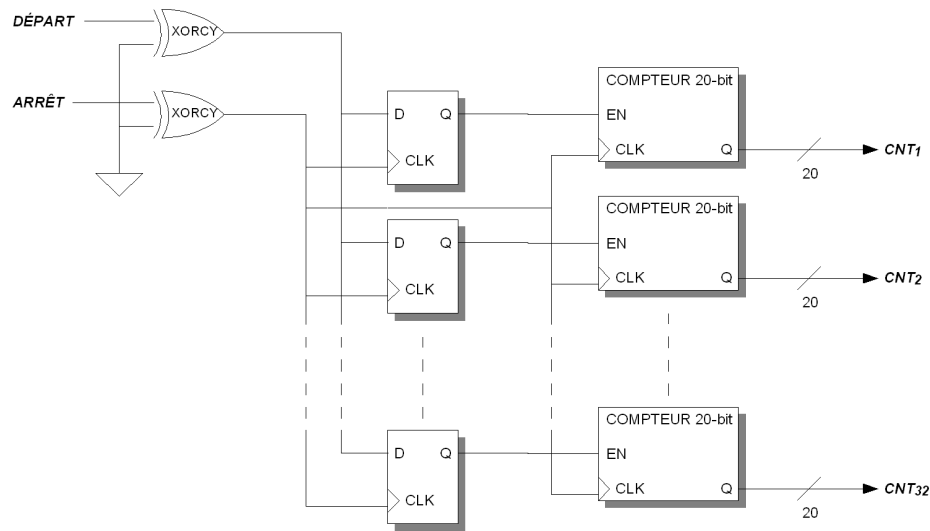 DÉPART
XORCY
ARRÊT
XORCY
COMPTEUR 20-bit
D Q
EN
CLK
CLK Q
20
CNT1
COMPTEUR 20-bit
D Q
EN
CLK
CLK Q
20
CNT2
COMPTEUR 20-bit
D Q
EN
CLK
CLK Q
20
CNT32